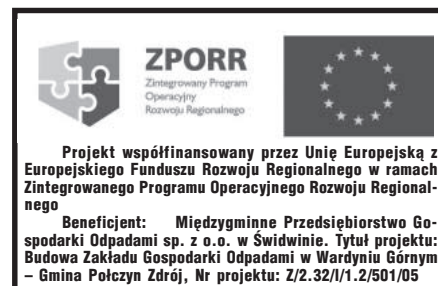 ZPORR
Zintegrowany Program
Operacyjny
Rozwoju Regionalnego
Projekt współfinansowany przez Unię Europejską z
Europejskiego Funduszu Rozwoju Regionalnego w ramach
Zintegrowanego Programu Operacyjnego Rozwoju Regional-
nego
Beneficjent: Międzygminne Przedsiębiorstwo Go-
spodarki Odpadami sp. z o.o. w Świdwinie. Tytuł projektu:
Budowa Zakładu Gospodarki Odpadami w Wardyniu Górnym
– Gmina Połczyn Zdrój, Nr projektu: Z/2.32/I/1.2/501/05